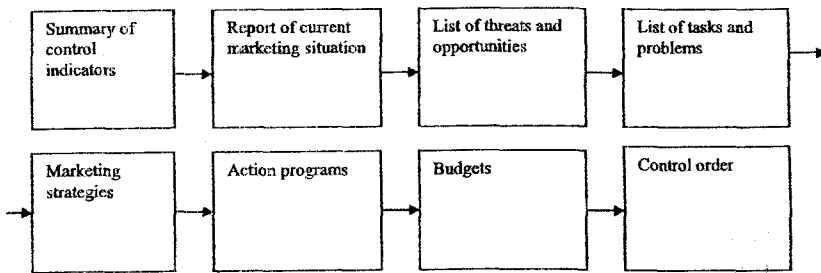 Summary of
control
indicators
Report of current
marketing situation
List of threats and
opportunities
List of tasks and
problems
Marketing
strategies
Action programs
Budgets
Control order